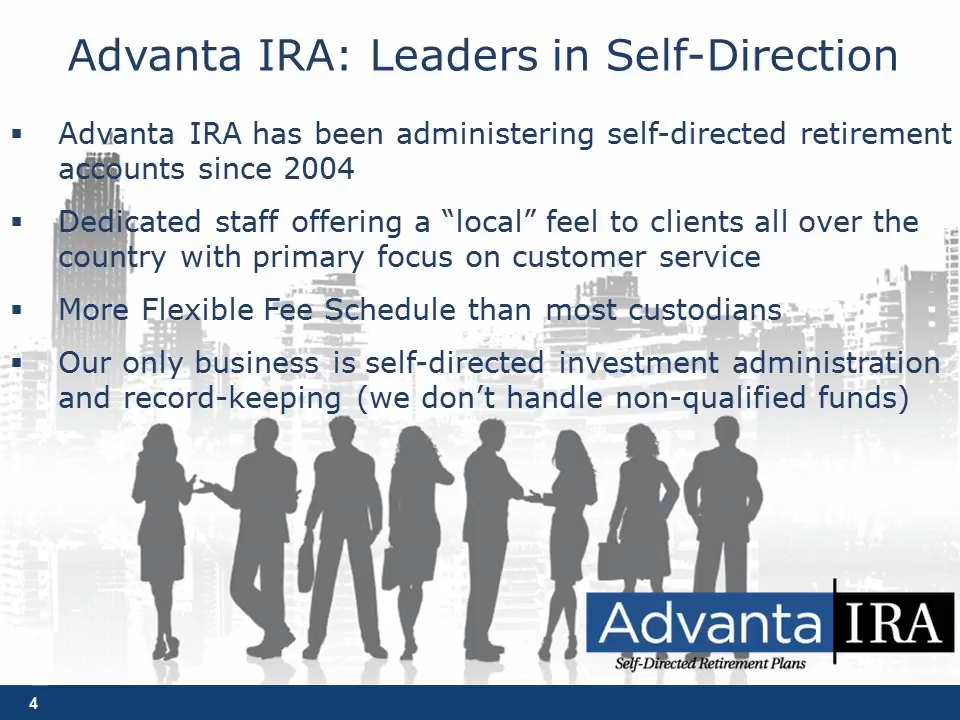 Advanta IRA: Leaders in Self-Direction
▪ Advanta IRA has been administering self-directed retirement
accounts since 2004
▪ Dedicated staff offering a “local” feel to clients all over the
country with primary focus on customer service
▪ More Flexible Fee Schedule than most custodians
▪ Our only business is self-directed investment administration
and record-keeping (we don’t handle non-qualified funds)
Advanta IRA
Self-Directed Retirement Plans
4